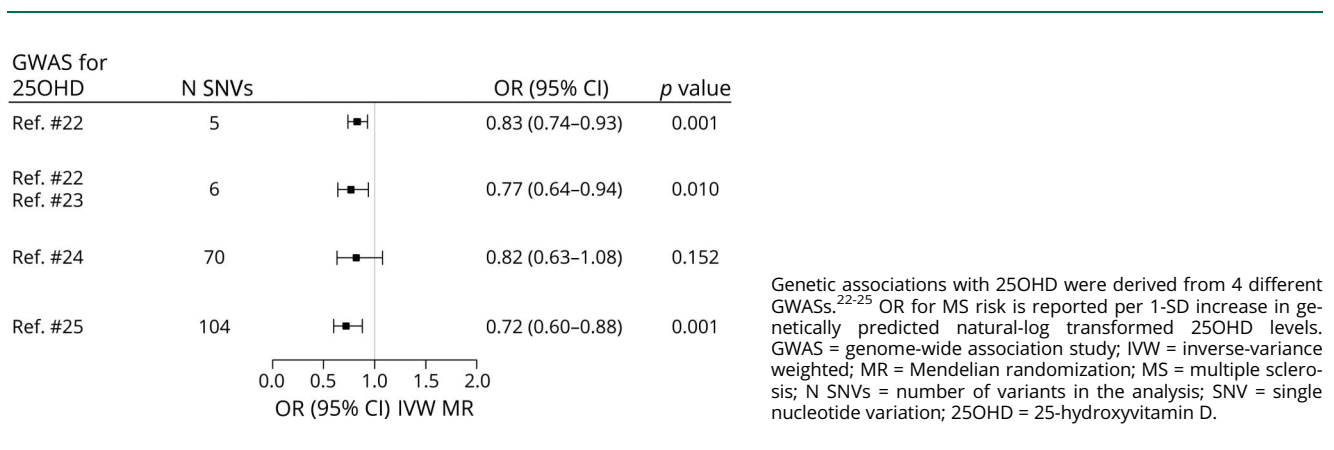 GWAS for
25OHD N SNVs OR (95% CI) p value
Ref. #22 5 0.83 (0.74–0.93) 0.001
Ref. #22
Ref. #23 6 0.77 (0.64–0.94) 0.010
Ref. #24 70 0.82 (0.63–1.08) 0.152
Ref. #25 104 0.72 (0.60–0.88) 0.001
0.0 0.5 1.0 1.5 2.0
OR (95% CI) IVW MR
Genetic associations with 25OHD were derived from 4 different
GWASs.22-25 OR for MS risk is reported per 1-SD increase in ge-
netically predicted natural-log transformed 25OHD levels.
GWAS = genome-wide association study; IVW = inverse-variance
weighted; MR = Mendelian randomization; MS = multiple sclero-
sis; N SNVs = number of variants in the analysis; SNV = single
nucleotide variation; 25OHD = 25-hydroxyvitamin D.